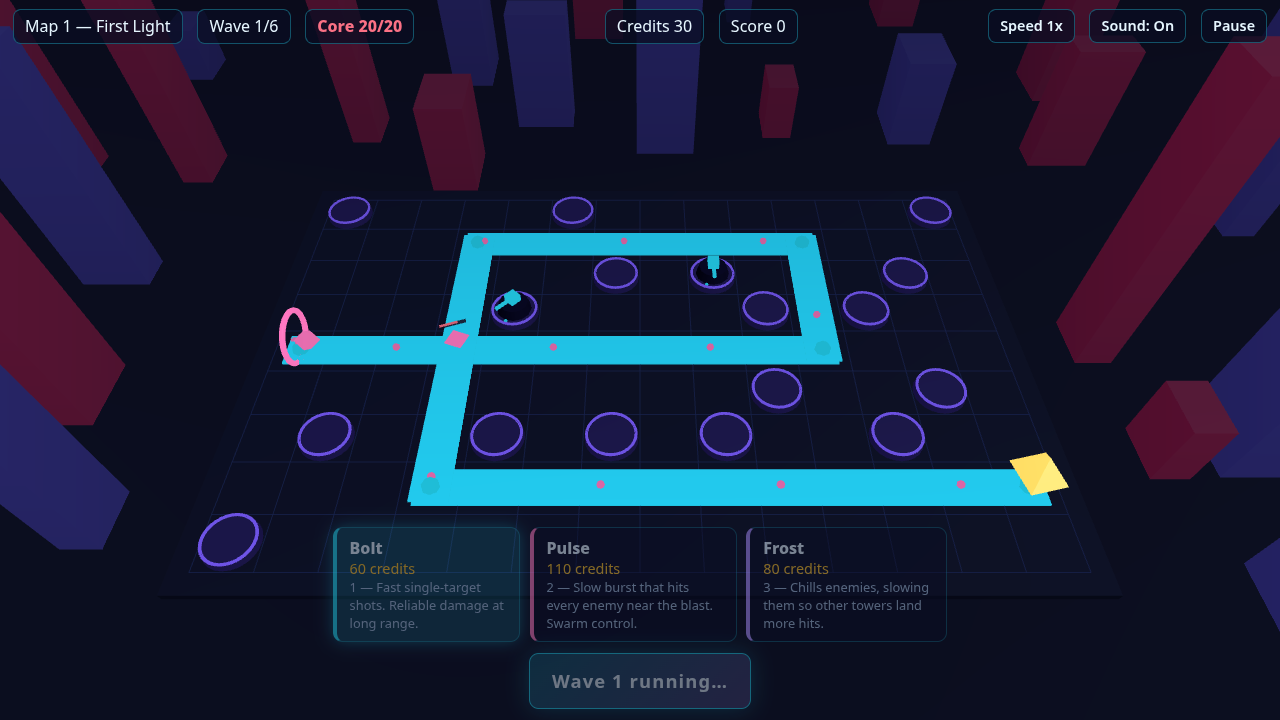 Map 1 — First Light
Wave 1/6
Core 20/20
Credits 30
Score 0
Speed 1x
Sound: On
Pause
Bolt
60 credits
1 — Fast single-target
shots. Reliable damage at
long range.
Pulse
110 credits
2 — Slow burst that hits
every enemy near the blast.
Swarm control.
Frost
80 credits
3 — Chills enemies, slowing
them so other towers land
more hits.
Wave 1 running…